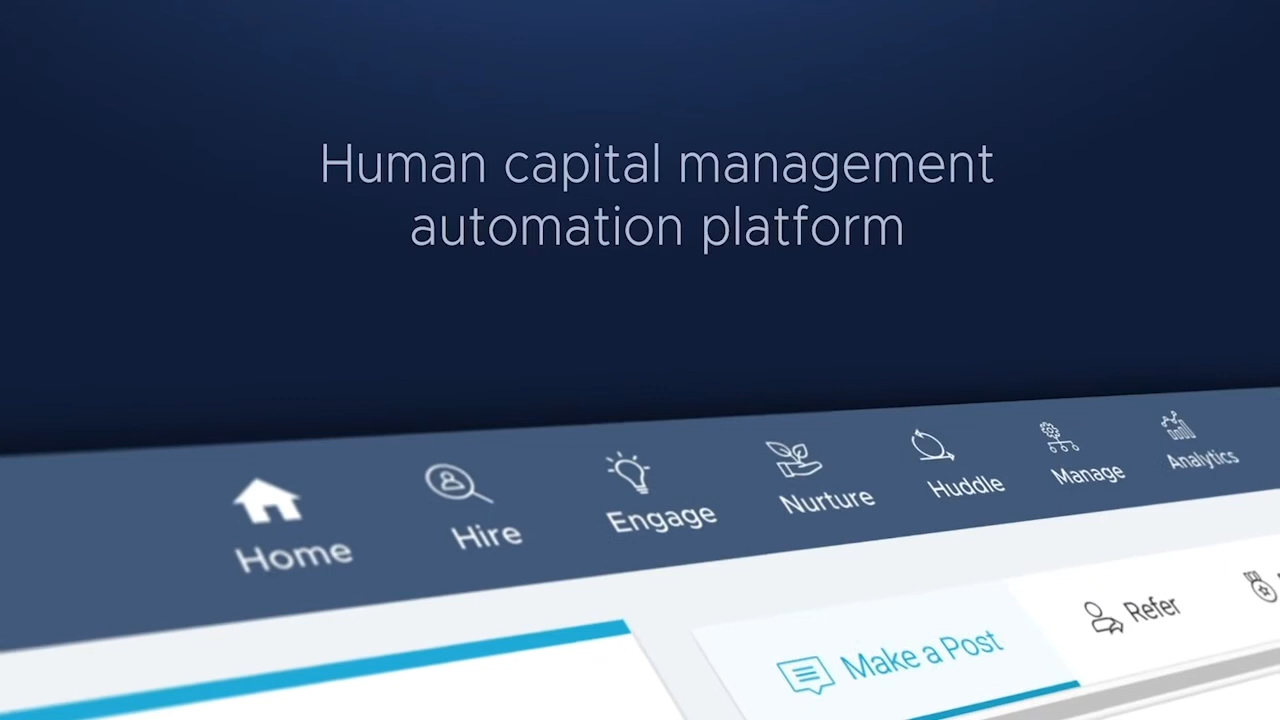 Human capital management
automation platform
Home
Hire
Engage
Nurture
Huddle
Manage
Analytics
Make a Post
Refer